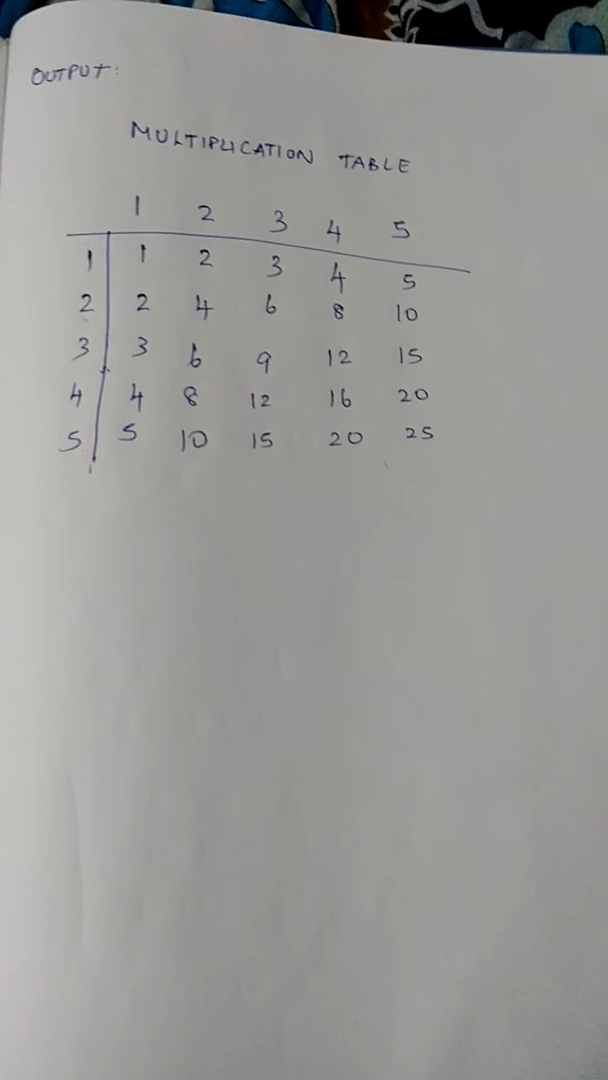 OUTPUT:
MULTIPLICATION TABLE
1 2 3 4 5
1 1 2 3 4 5
2 2 4 6 8 10
3 3 6 9 12 15
4 4 8 12 16 20
5 5 10 15 20 25